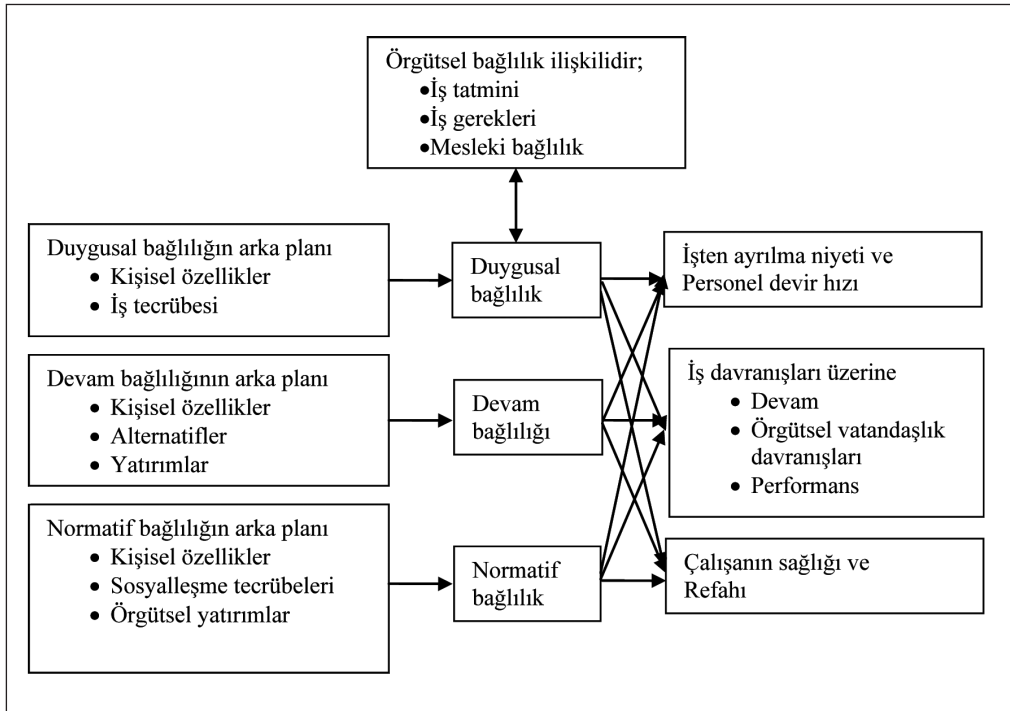 Örgütsel bağlılık ilişkilidir;
•İş tatmini
•İş gerekleri
•Mesleki bağlılık
Duygusal bağlılığın arka planı
• Kişisel özellikler
• İş tecrübesi
Duygusal
bağlılık
İşten ayrılma niyeti ve
Personel devir hızı
Devam bağlılığının arka planı
• Kişisel özellikler
• Alternatifler
• Yatırımlar
Devam
bağlılığı
İş davranışları üzerine
• Devam
• Örgütsel vatandaşlık
davranışları
• Performans
Normatif bağlılığın arka planı
• Kişisel özellikler
• Sosyalleşme tecrübeleri
• Örgütsel yatırımlar
Normatif
bağlılık
Çalışanın sağlığı ve
Refahı